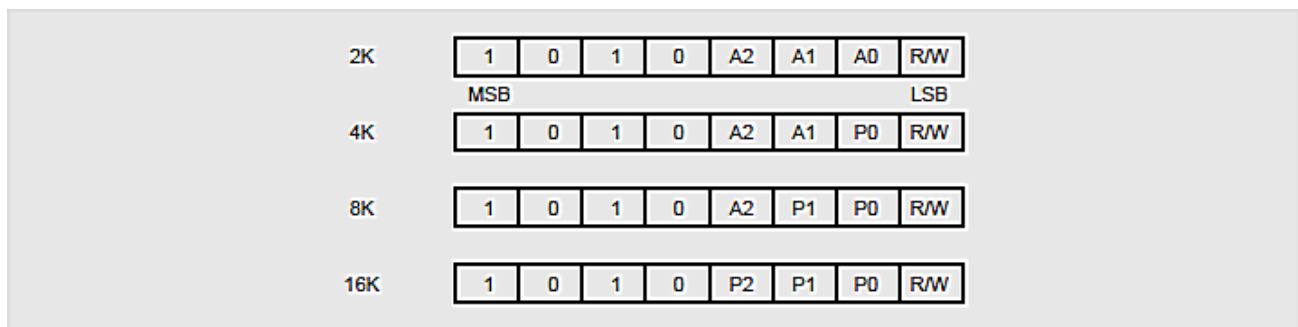 2K 1 0 1 0 A2 A1 A0 R/W
MSB LSB
4K 1 0 1 0 A2 A1 P0 R/W
8K 1 0 1 0 A2 P1 P0 R/W
16K 1 0 1 0 P2 P1 P0 R/W